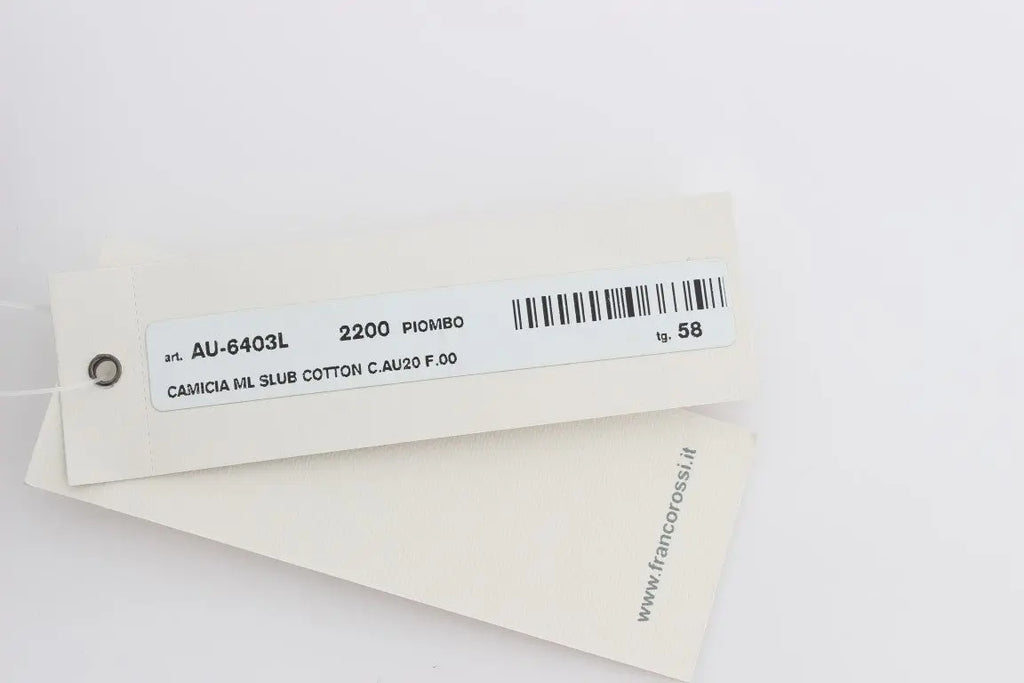 art. AU-6403L 2200 PIOMBO
tg. 58
CAMICIA ML SLUB COTTON C.AU20 F.00
www.francorossi.it